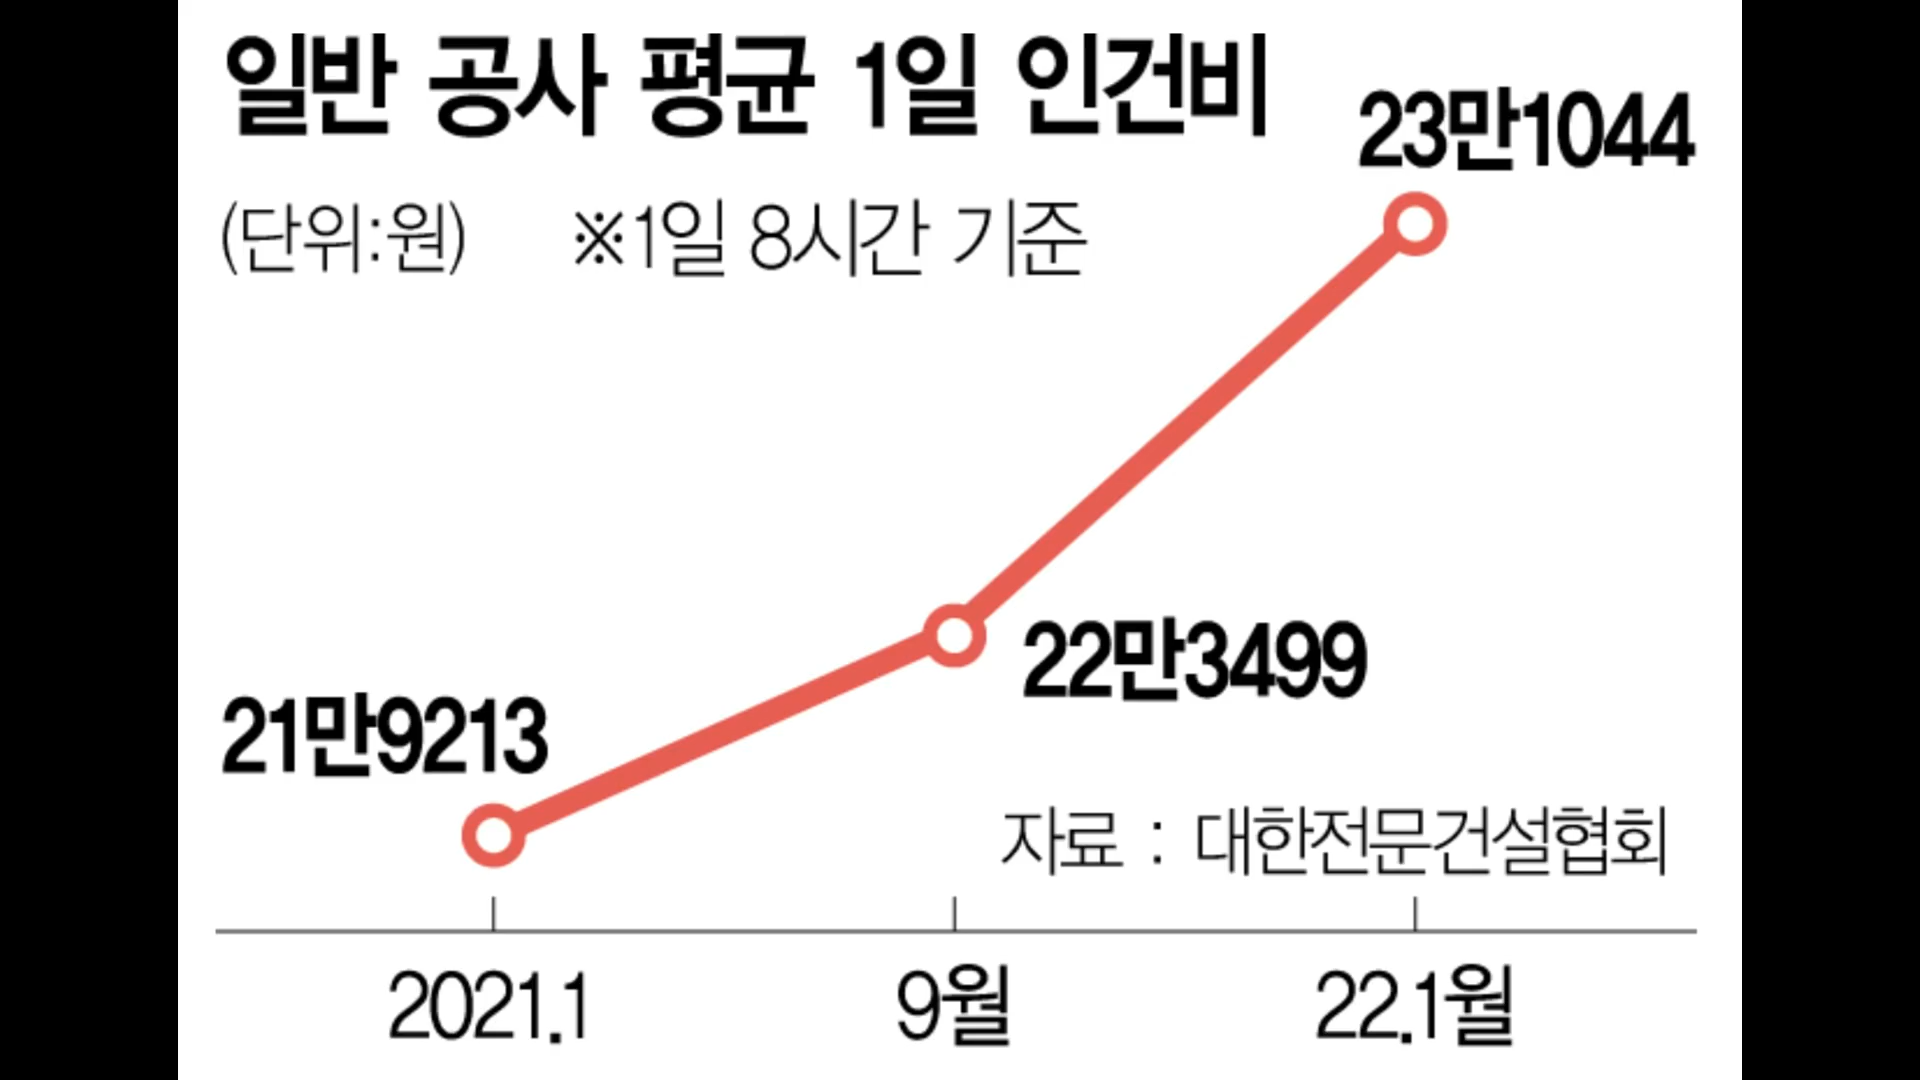 일반 공사 평균 1일 인건비
(단위:원) ※1일 8시간 기준
23만1044
22만3499
21만9213
자료 : 대한전문건설협회
2021.1 9월 22.1월